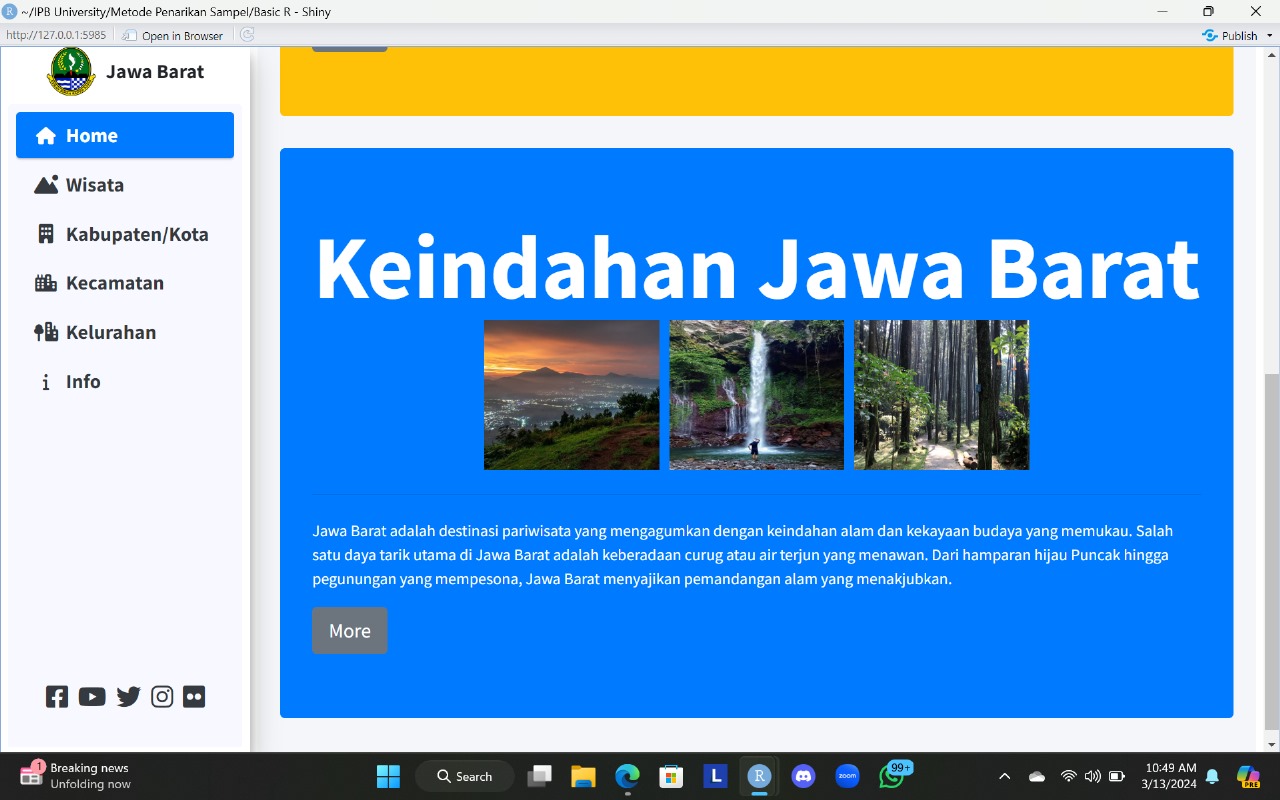 ~/IPB University/Metode Penarikan Sampel/Basic R - Shiny
http://127.0.0.1:5985
Open in Browser
Publish
Jawa Barat
Home
Wisata
Kabupaten/Kota
Kecamatan
Kelurahan
Info
Keindahan Jawa Barat
Jawa Barat adalah destinasi pariwisata yang mengagumkan dengan keindahan alam dan kekayaan budaya yang memukau. Salah
satu daya tarik utama di Jawa Barat adalah keberadaan curug atau air terjun yang menawan. Dari hamparan hijau Puncak hingga
pegunungan yang mempesona, Jawa Barat menyajikan pemandangan alam yang menakjubkan.
More
1
Breaking news
Unfolding now
Search
L
R
zoom
99+
10:49 AM
3/13/2024
PRE